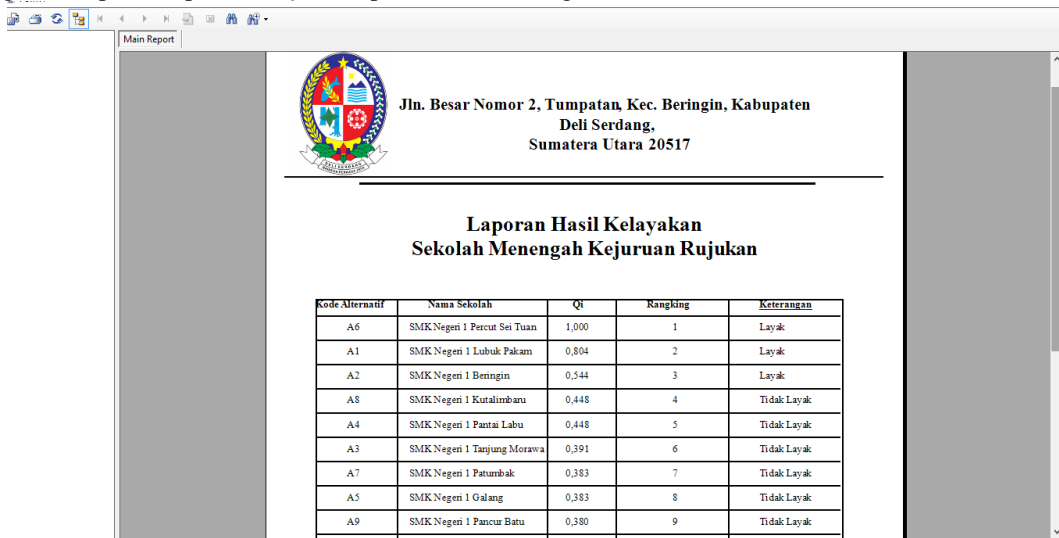 Main Report
Jln. Besar Nomor 2, Tumpatan, Kec. Beringin, Kabupaten
Deli Serdang,
Sumatera Utara 20517
DELI SERDANG
Laporan Hasil Kelayakan
Sekolah Menengah Kejuruan Rujukan
Kode Alternatif Nama Sekolah Qi Rangking Keterangan
A6 SMK Negeri 1 Percut Sei Tuan 1,000 1 Layak
A1 SMK Negeri 1 Lubuk Pakam 0,804 2 Layak
A2 SMK Negeri 1 Beringin 0,544 3 Layak
A8 SMK Negeri 1 Kutalimbaru 0,448 4 Tidak Layak
A4 SMK Negeri 1 Pantai Labu 0,448 5 Tidak Layak
A3 SMK Negeri 1 Tanjung Morawa 0,391 6 Tidak Layak
A7 SMK Negeri 1 Patumbak 0,383 7 Tidak Layak
A5 SMK Negeri 1 Galang 0,383 8 Tidak Layak
A9 SMK Negeri 1 Pancur Batu 0,380 9 Tidak Layak